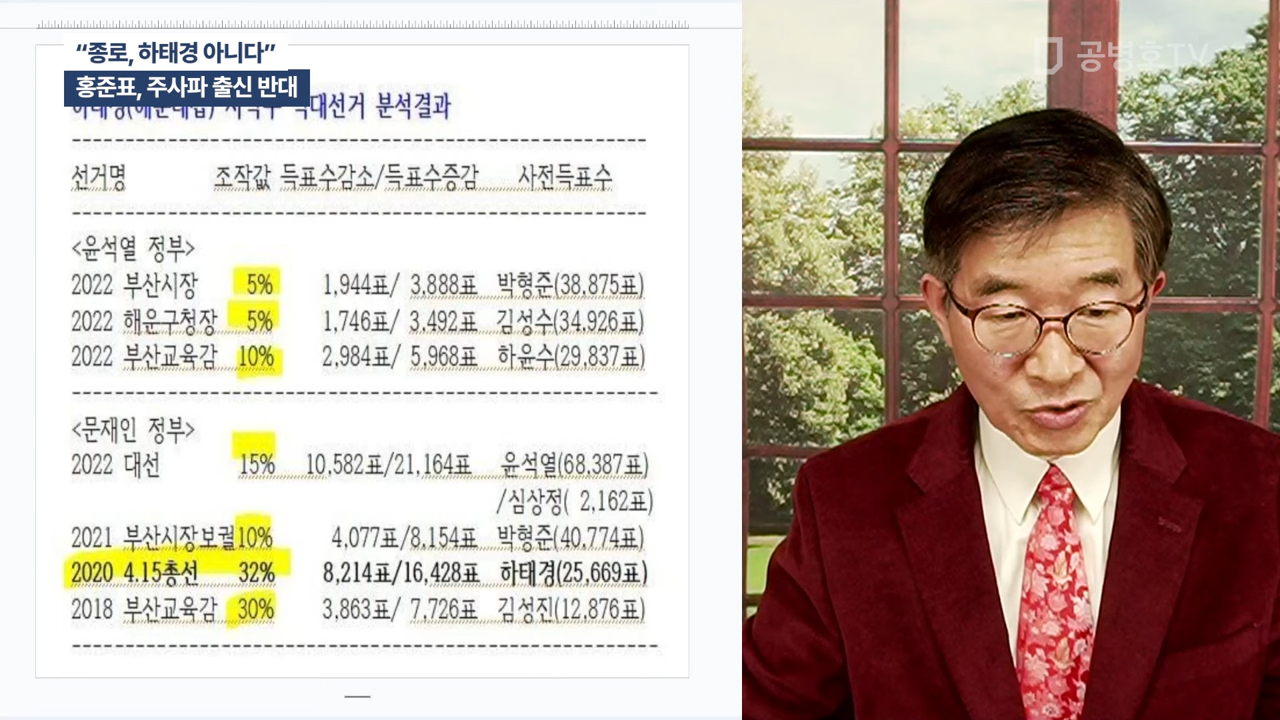 “종로, 하태경 아니다”
홍준표, 주사파 출신 반대
분석결과
선거명 조작값 득표수감소/득표수증감 사전득표수
<윤석열 정부>
2022 부산시장 5% 1,944표/ 3,888표 박형준(38,875표)
2022 해운구청장 5% 1,746표/ 3,492표 김성수(34,926표)
2022 부산교육감 10% 2,984표/ 5,968표 하윤수(29,837표)
<문재인 정부>
2022 대선 15% 10,582표/21,164표 윤석열(68,387표)
/심상정( 2,162표)
2021 부산시장보궐10% 4,077표/8,154표 박형준(40,774표)
2020 4.15총선 32% 8,214표/16,428표 하태경(25,669표)
2018 부산교육감 30% 3,863표/ 7,726표 김성진(12,876표)
공병호TV